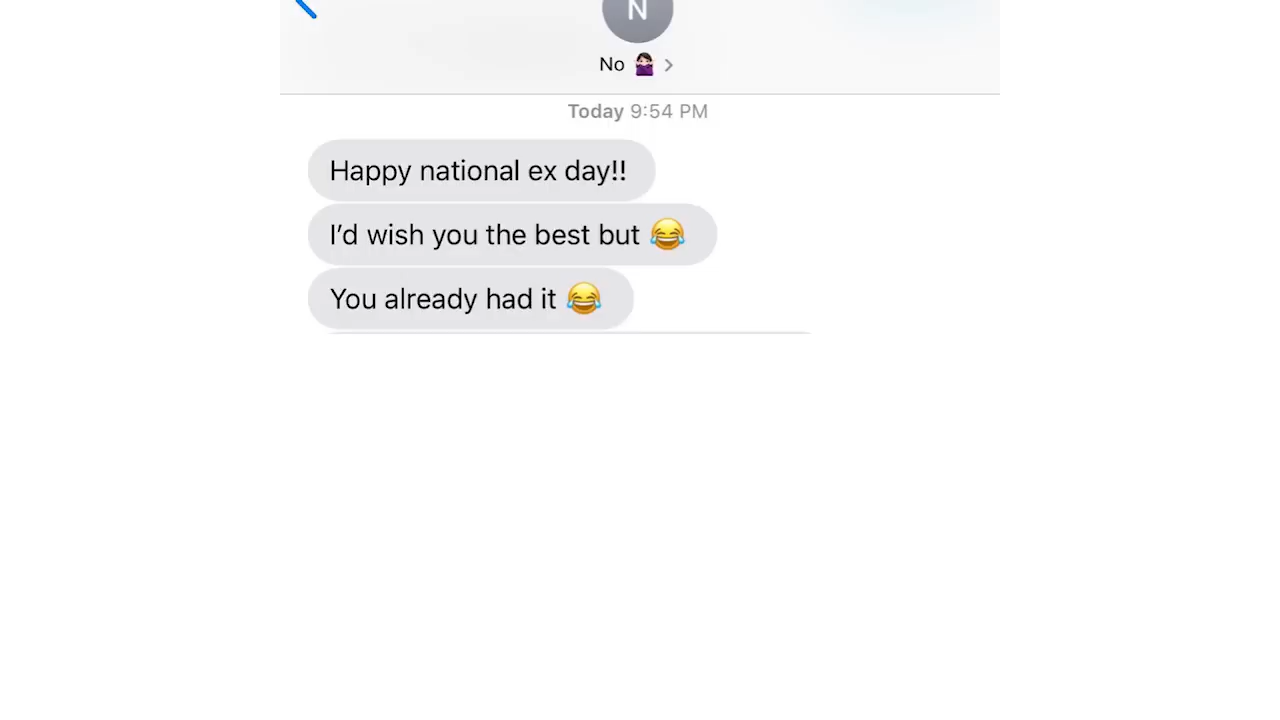 N
No 🙅🏻‍♀️ >
Today 9:54 PM
Happy national ex day!!
I’d wish you the best but 😂
You already had it 😂